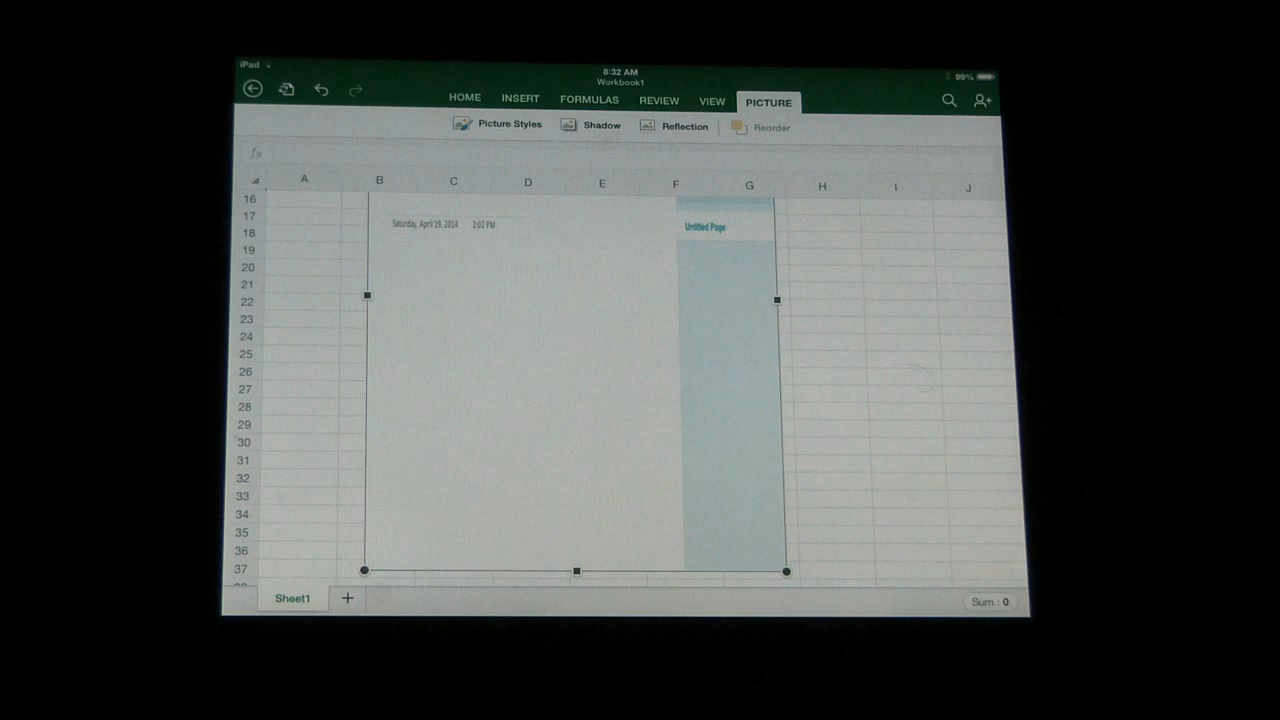 iPad
8:32 AM
99%
Workbook1
HOME INSERT FORMULAS REVIEW VIEW PICTURE
Picture Styles Shadow Reflection Reorder
fx
A B C D E F G H I J
16
17
Saturday, April 19, 2014 2:02 PM
Untitled Page
18
19
20
21
22
23
24
25
26
27
28
29
30
31
32
33
34
35
36
37
Sheet1 +
Sum : 0